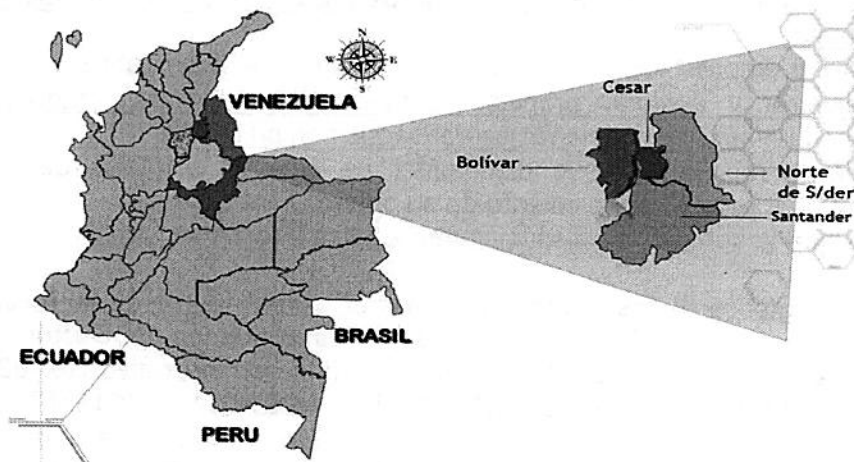 N
W
E
S
VENEZUELA
BRASIL
ECUADOR
PERU
Cesar
Bolívar
Norte
de S/der
Santander